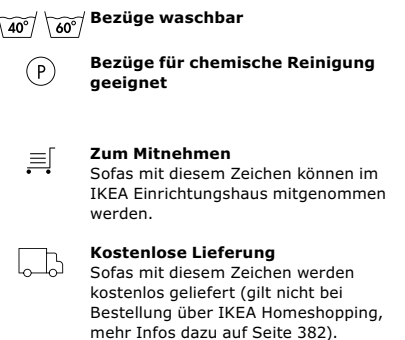 40° 60° Bezüge waschbar
P Bezüge für chemische Reinigung
geeignet
Zum Mitnehmen
Sofas mit diesem Zeichen können im
IKEA Einrichtungshaus mitgenommen
werden.
Kostenlose Lieferung
Sofas mit diesem Zeichen werden
kostenlos geliefert (gilt nicht bei
Bestellung über IKEA Homeshopping,
mehr Infos dazu auf Seite 382).